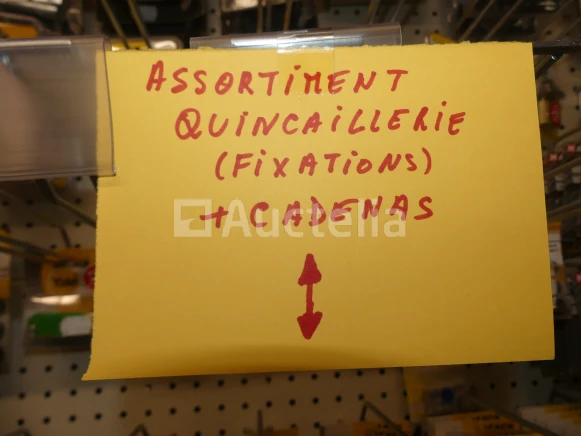 ASSORTIMENT
QUINCAILLERIE
(FIXATIONS)
+ CADENAS
Auctelia